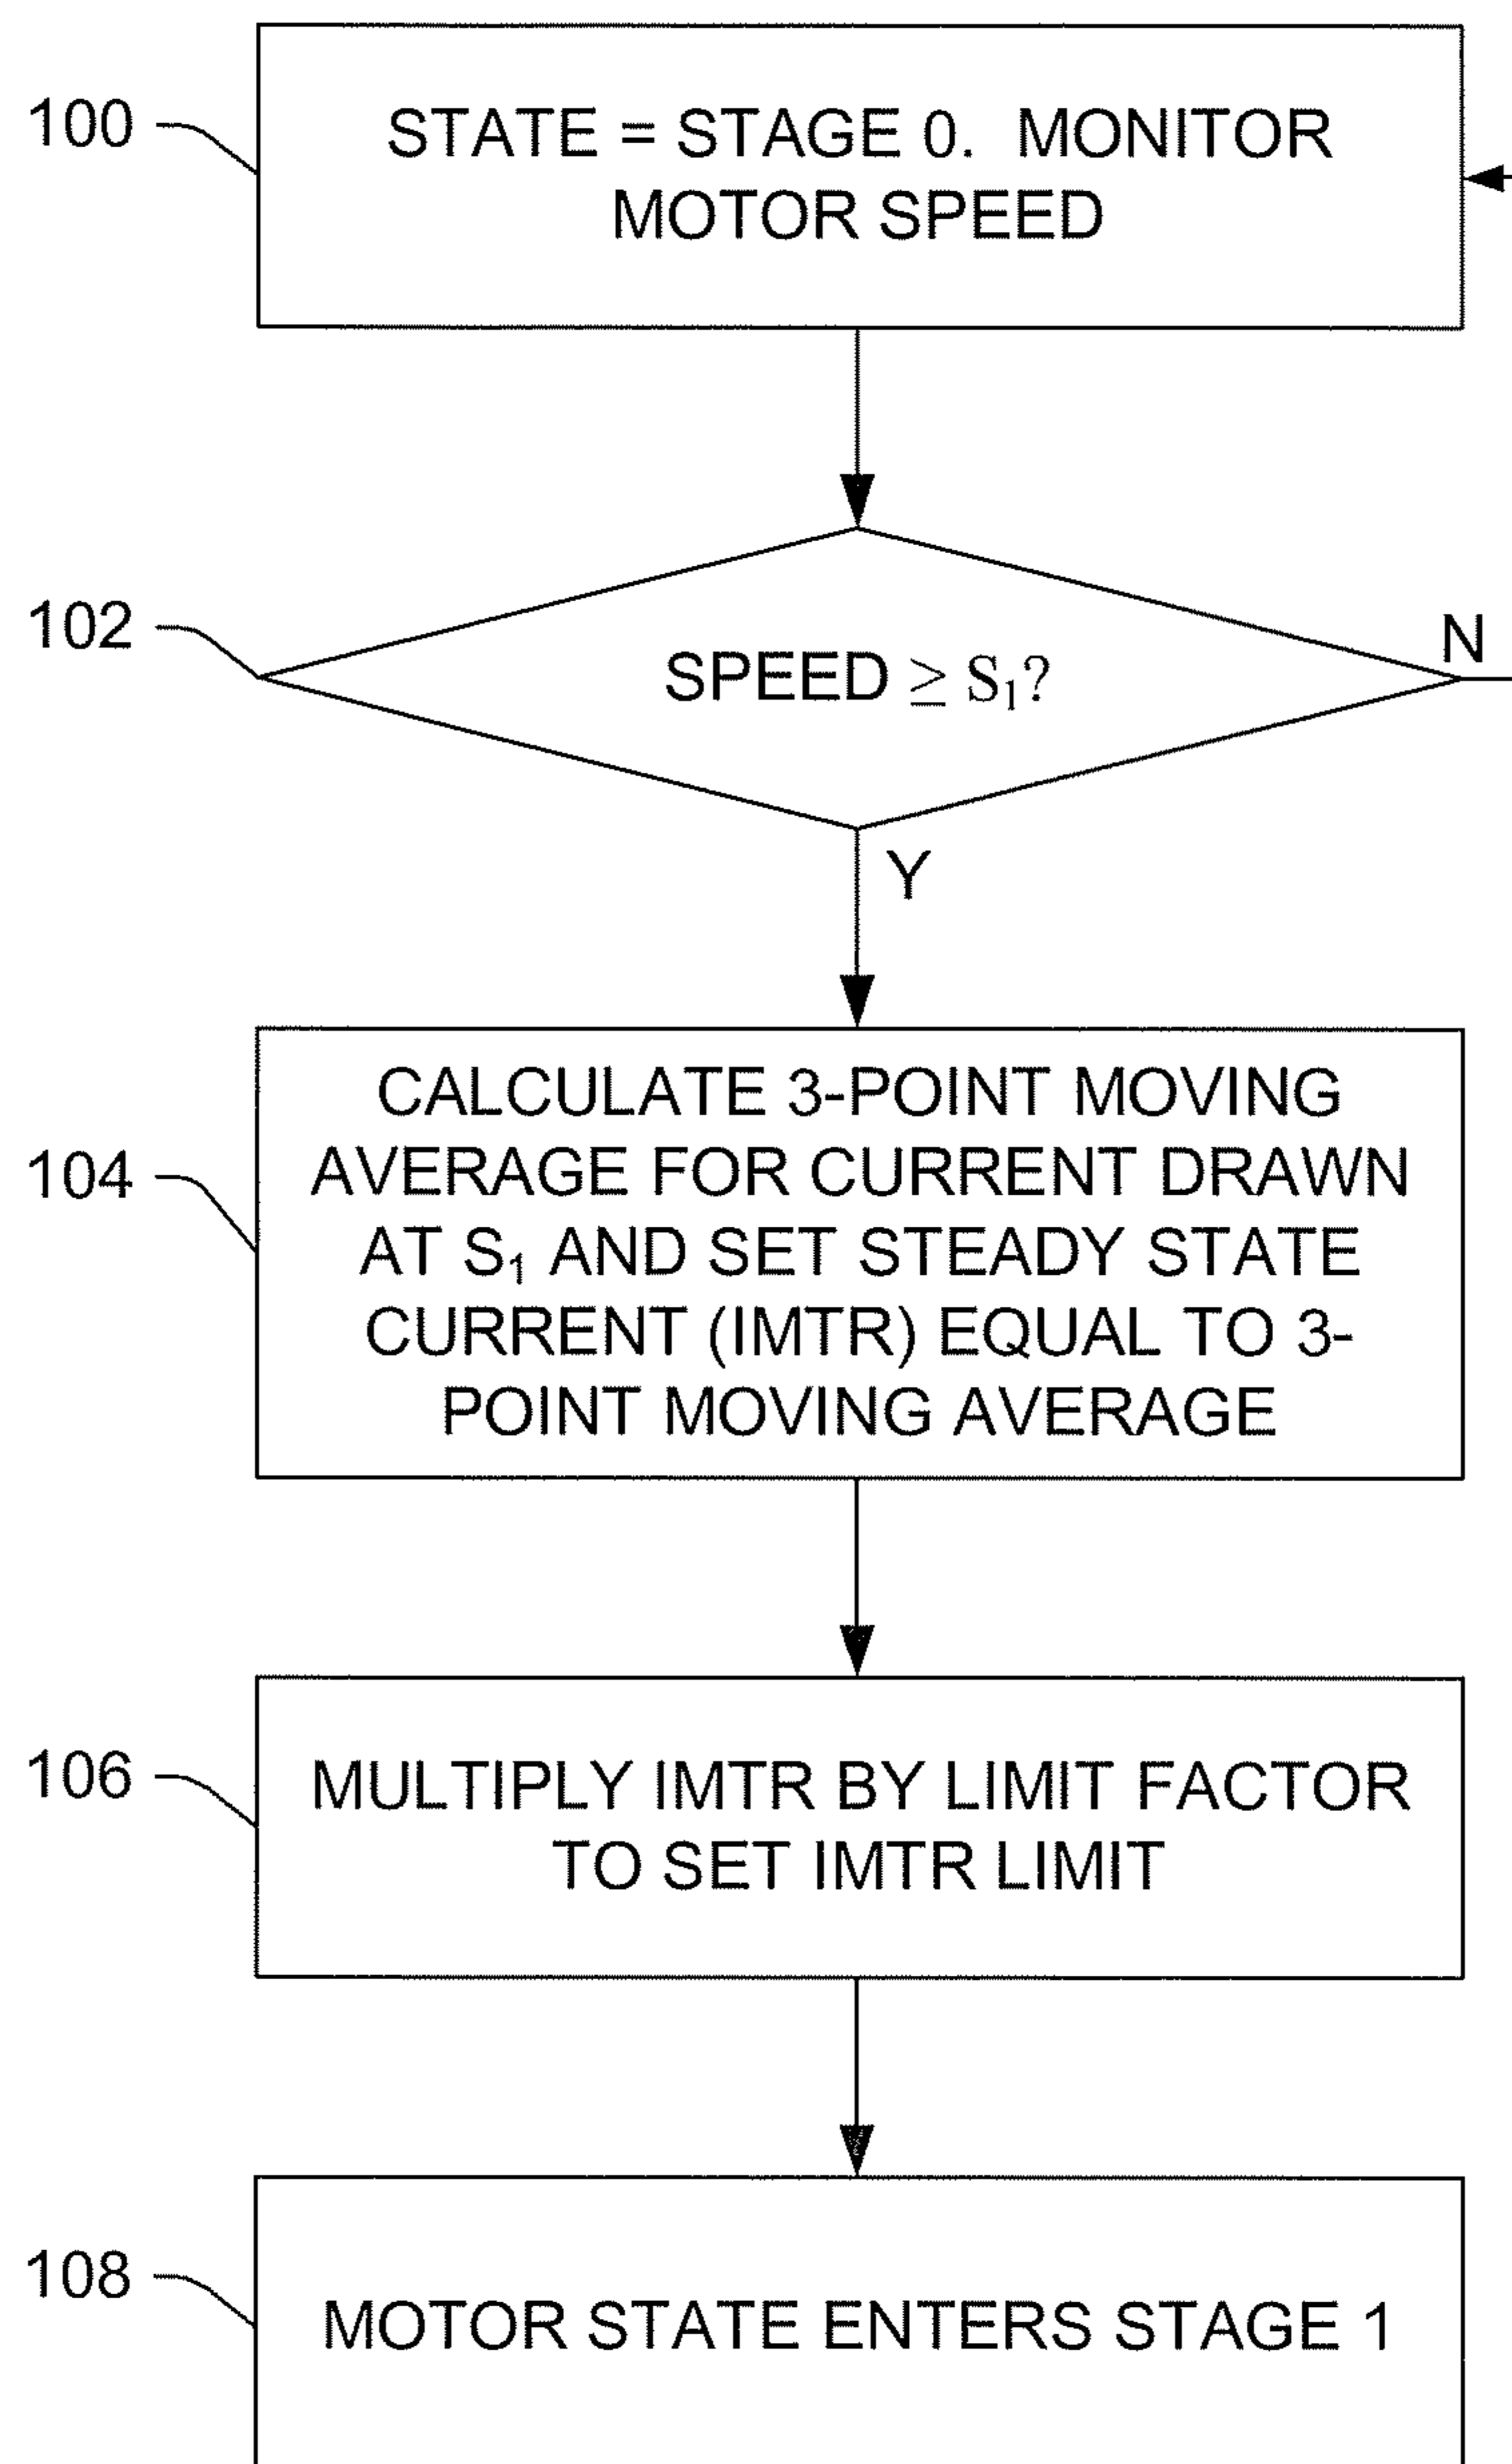 100
STATE = STAGE 0. MONITOR
MOTOR SPEED
102
SPEED ≥ S₁?
N
Y
104
CALCULATE 3-POINT MOVING
AVERAGE FOR CURRENT DRAWN
AT S₁ AND SET STEADY STATE
CURRENT (IMTR) EQUAL TO 3-
POINT MOVING AVERAGE
106
MULTIPLY IMTR BY LIMIT FACTOR
TO SET IMTR LIMIT
108
MOTOR STATE ENTERS STAGE 1